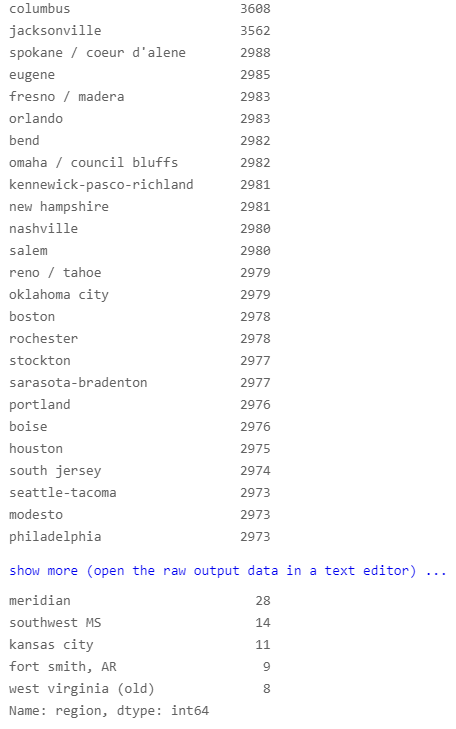 columbus 3608
jacksonville 3562
spokane / coeur d'alene 2988
eugene 2985
fresno / madera 2983
orlando 2983
bend 2982
omaha / council bluffs 2982
kennewick-pasco-richland 2981
new hampshire 2981
nashville 2980
salem 2980
reno / tahoe 2979
oklahoma city 2979
boston 2978
rochester 2978
stockton 2977
sarasota-bradenton 2977
portland 2976
boise 2976
houston 2975
south jersey 2974
seattle-tacoma 2973
modesto 2973
philadelphia 2973
show more (open the raw output data in a text editor) ...
meridian 28
southwest MS 14
kansas city 11
fort smith, AR 9
west virginia (old) 8
Name: region, dtype: int64